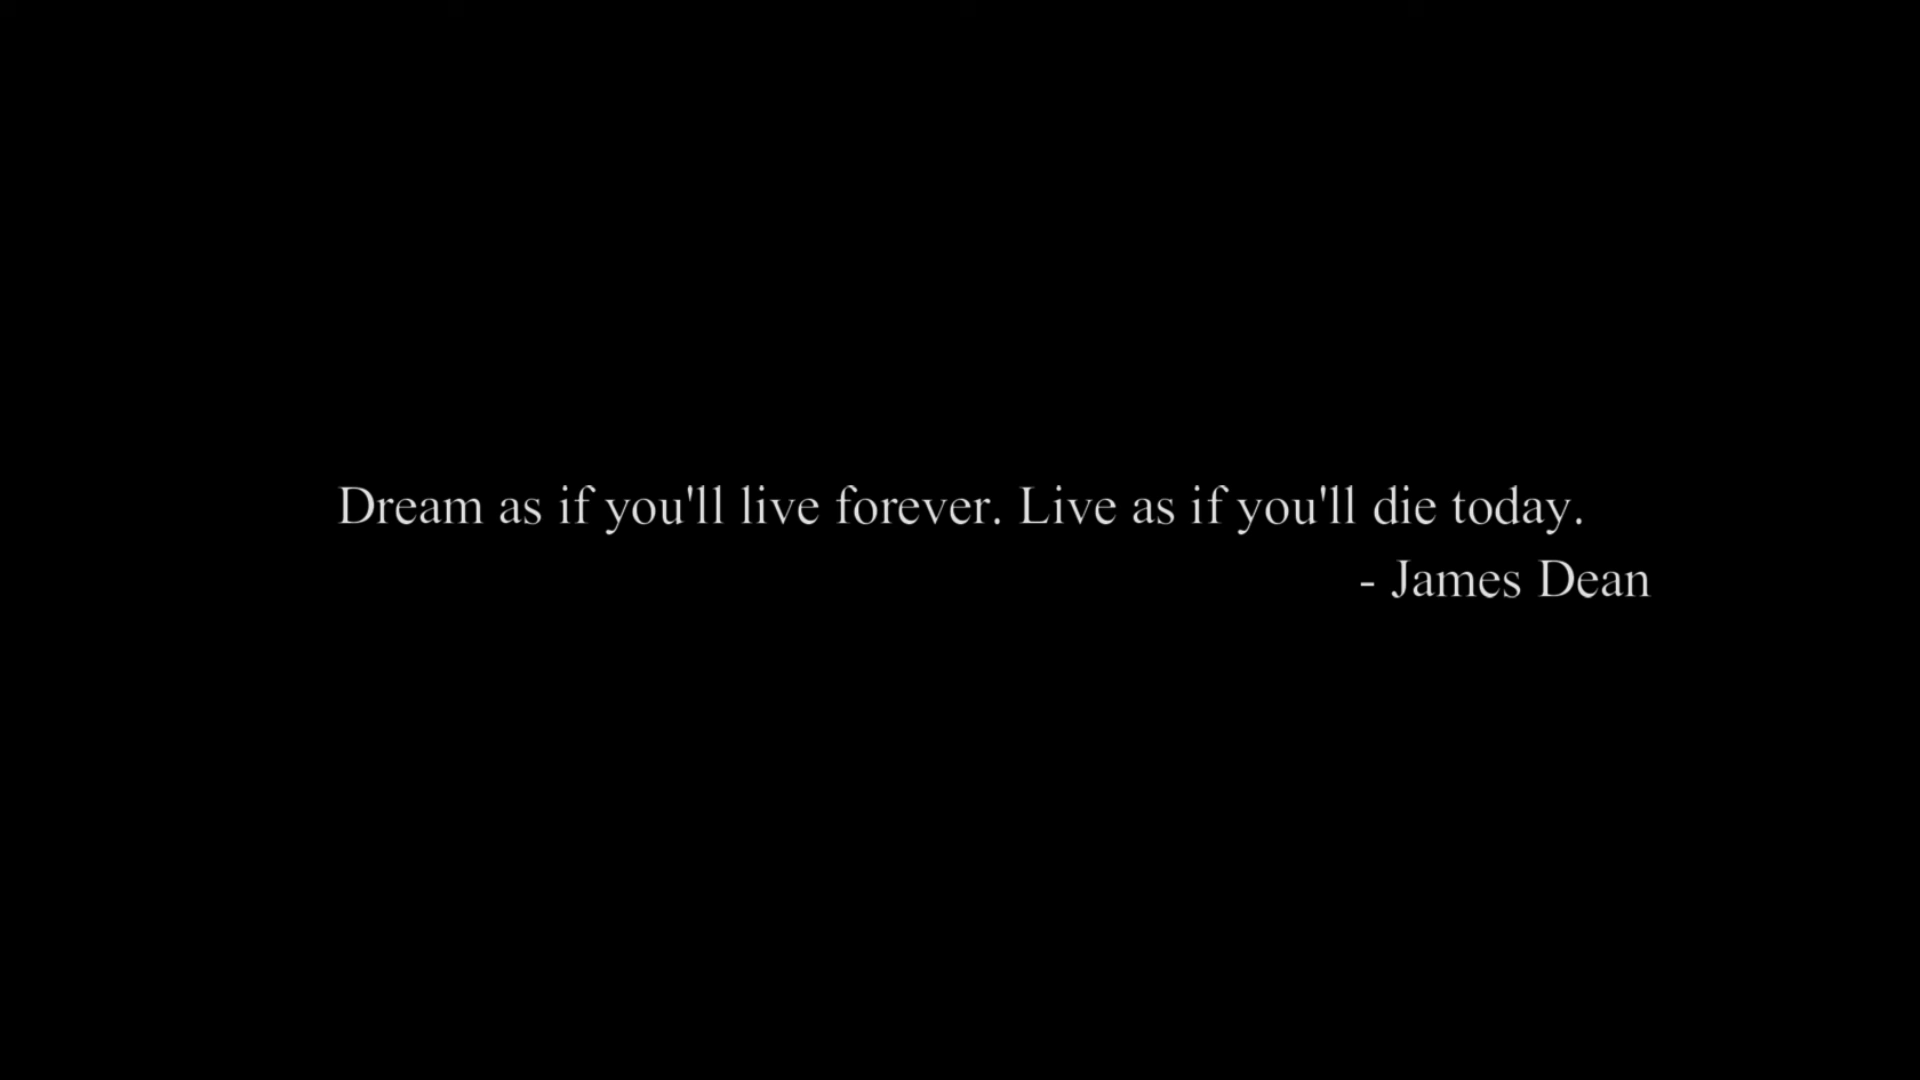 Dream as if you'll live forever. Live as if you'll die today.
- James Dean